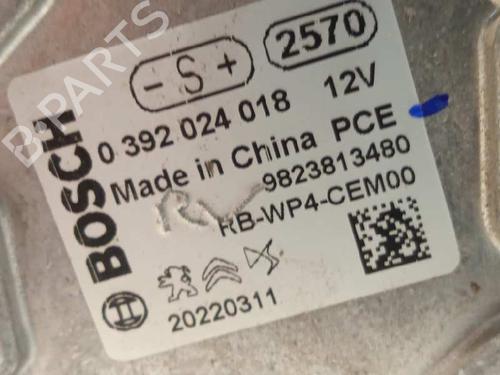 - S +
2570
BOSCH
0 392 024 018 12V
Made in China PCE
9823813480
RB-WP4-CEM00
20220311
B-PARTS